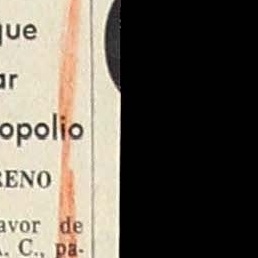 que
ar
opolio
RENO
avor de
A. C., pa-